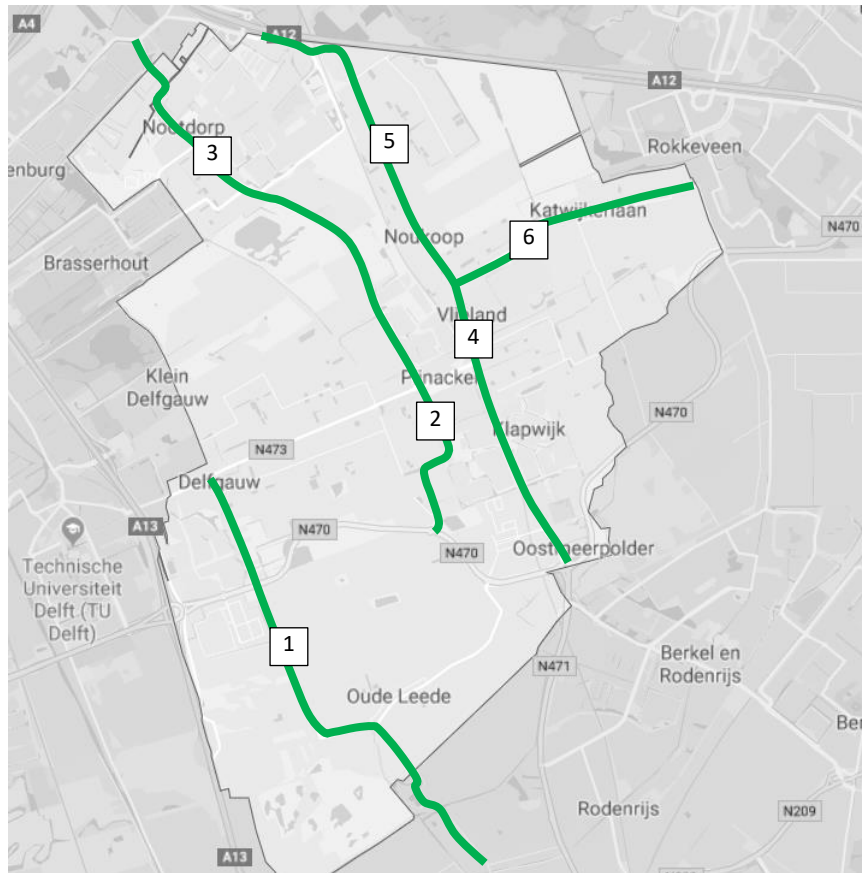 A4
A12
A12
Nootdorp
5
Rokkeveen
3
enburg
Katwijkerlaan
N470
Noukoop
6
Brasserhout
Vlieland
4
Klein
Delfgauw
Pijnacker
N470
2
Klapwijk
N473
Delfgauw
A13
N470
Technische
Universiteit
Delft (TU
Delft)
N470
Oostmeerpolder
1
Berkel en
Rodenrijs
N471
Oude Leede
Ber
Rodenrijs
N209
A13